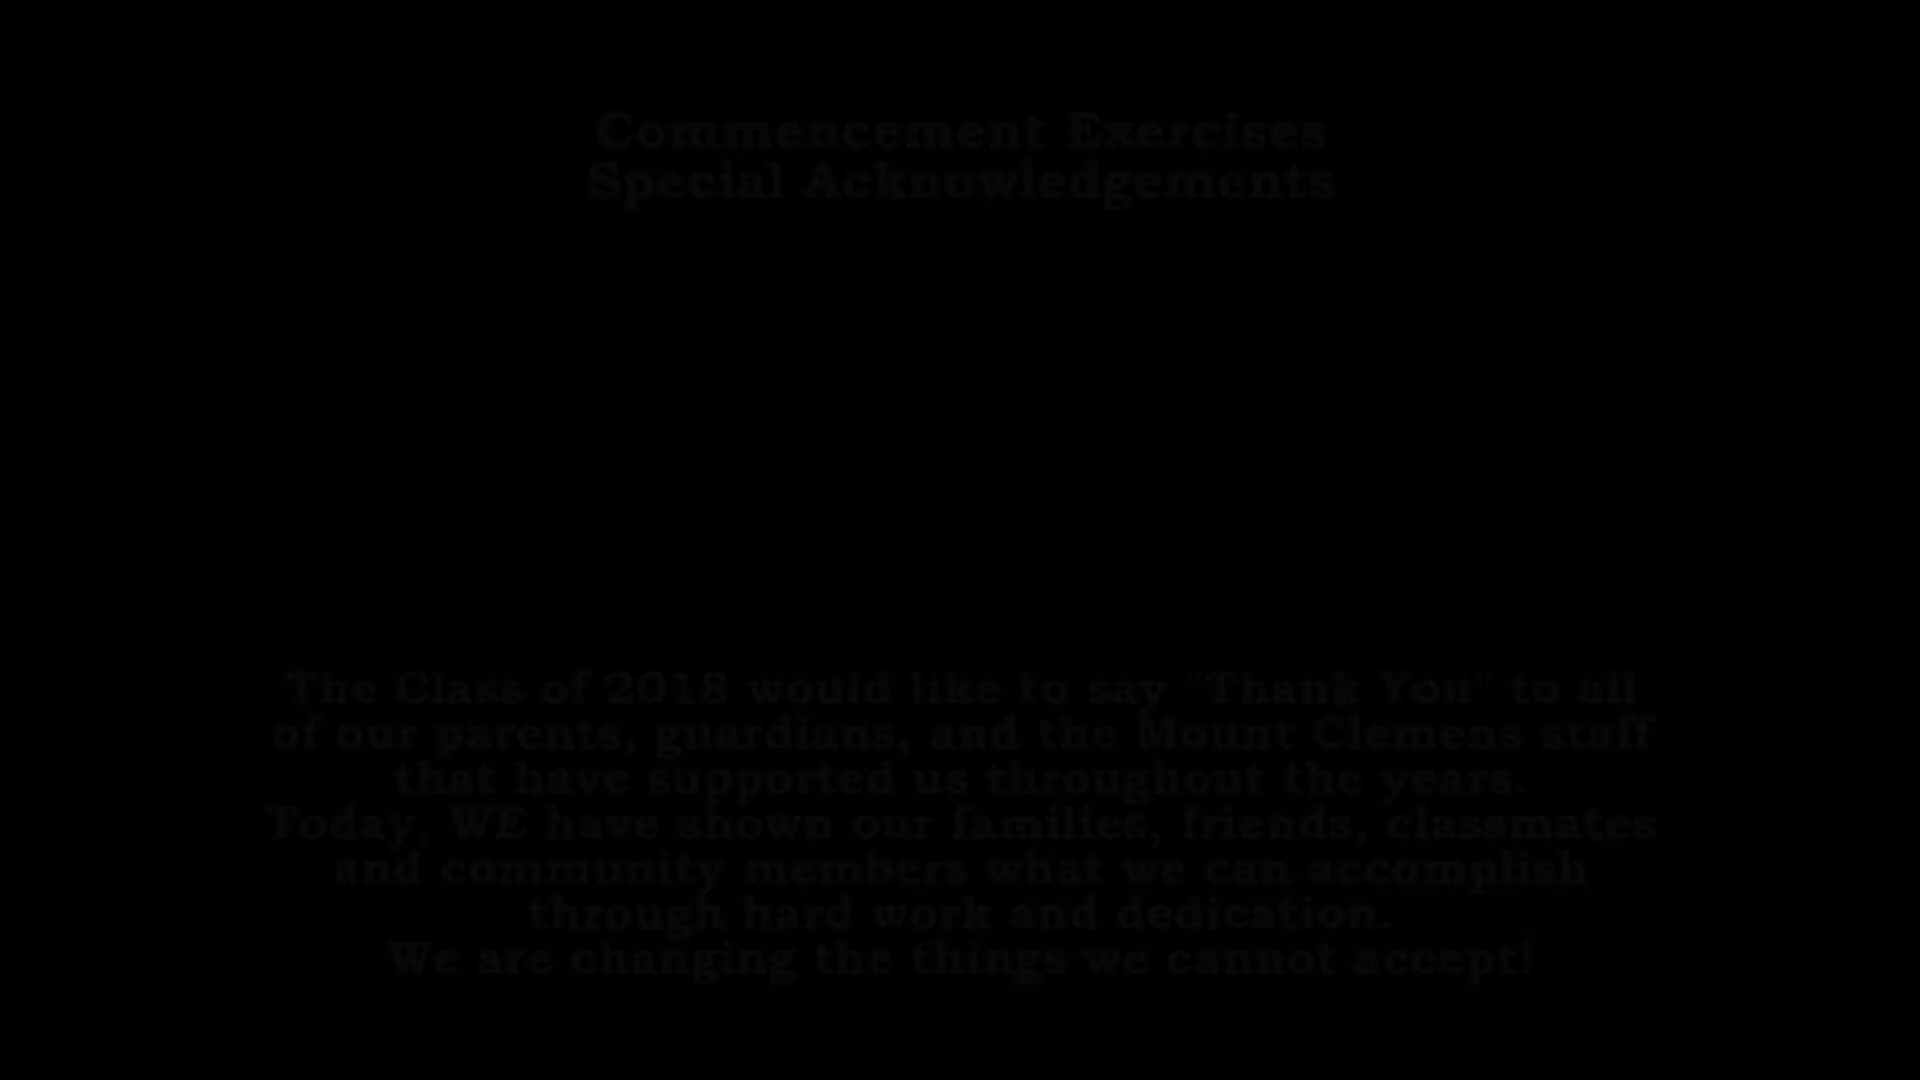 Commencement Exercises
Special Acknowledgements
The Class of 2018 would like to say "Thank You" to all
of our parents, guardians, and the Mount Clemens staff
that have supported us throughout the years.
Today, WE have shown our families, friends, classmates
and community members what we can accomplish
through hard work and dedication.
We are changing the things we cannot accept!